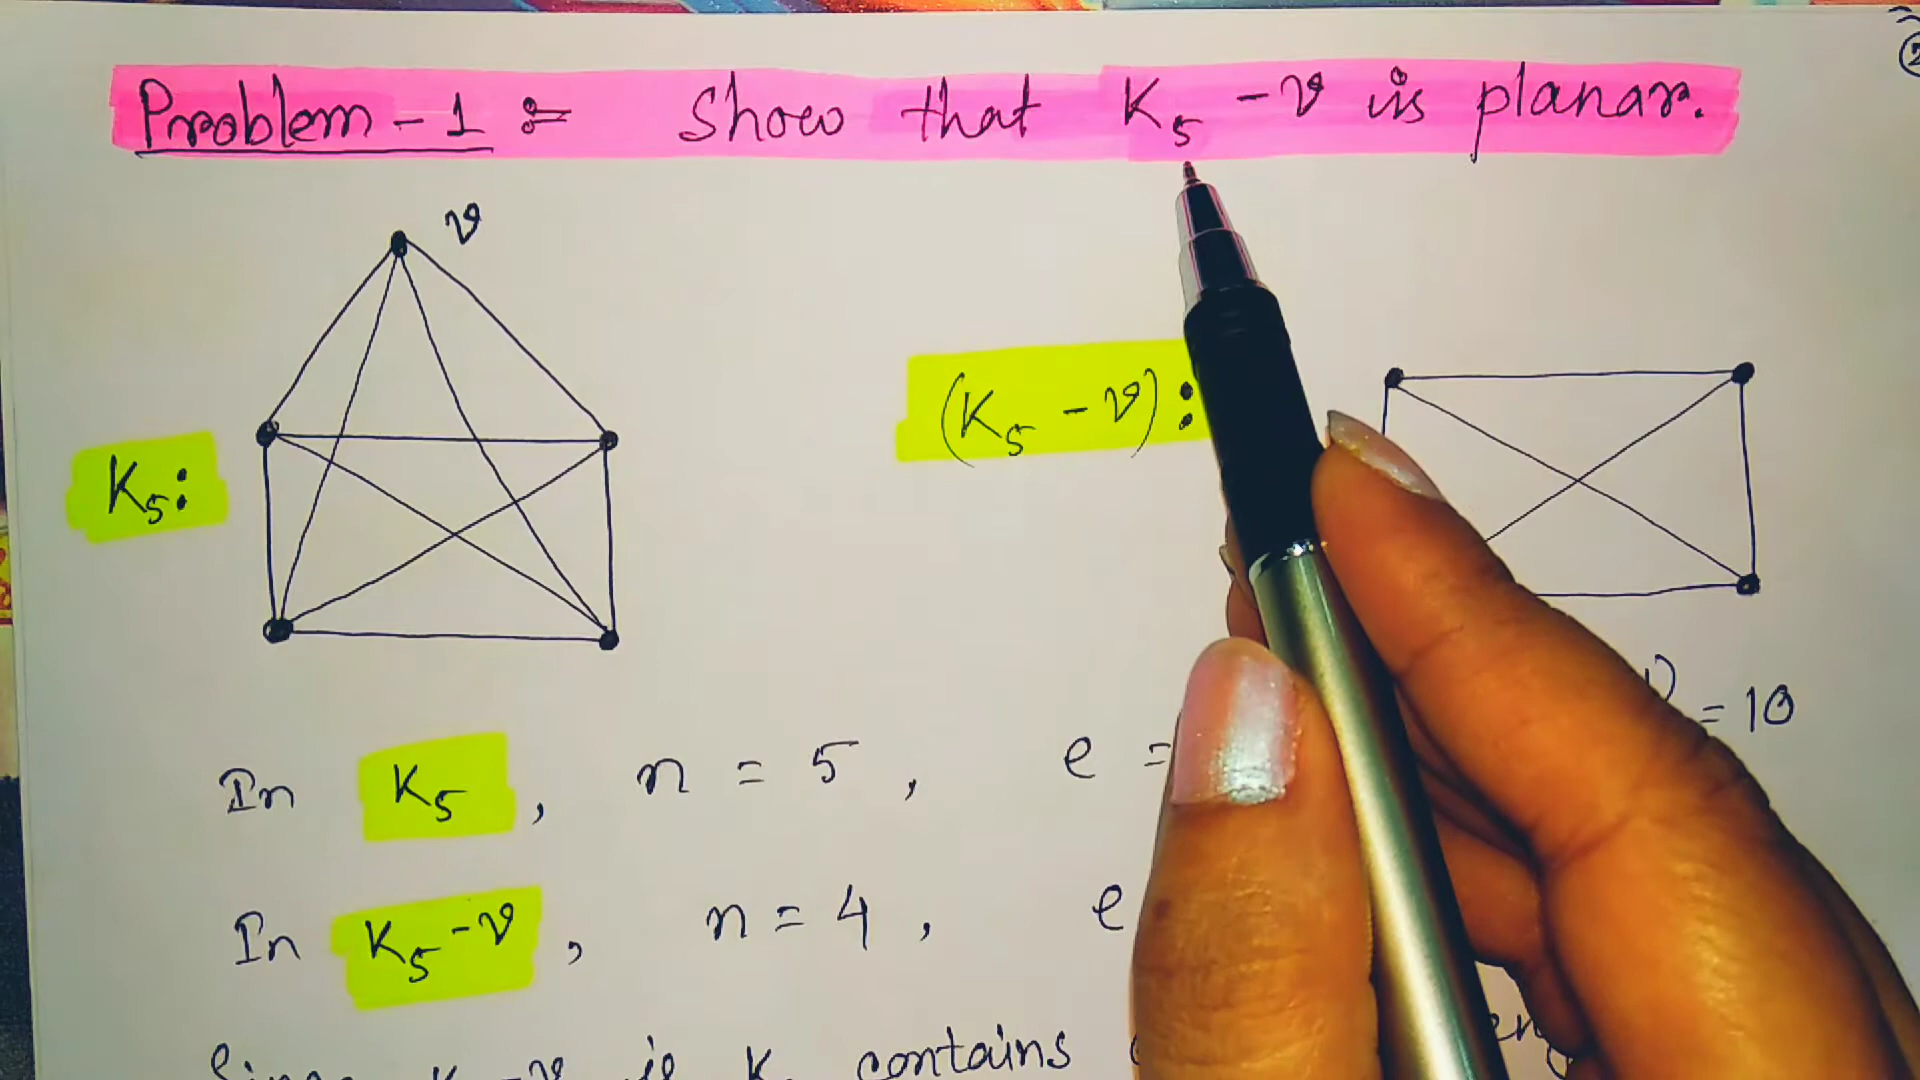 Problem - 1 := Show that K₅ - v is planar.
v
(K₅ - v) :
K₅:
= 10
In K₅, n = 5, e =
In K₅ - v, n = 4, e
contains